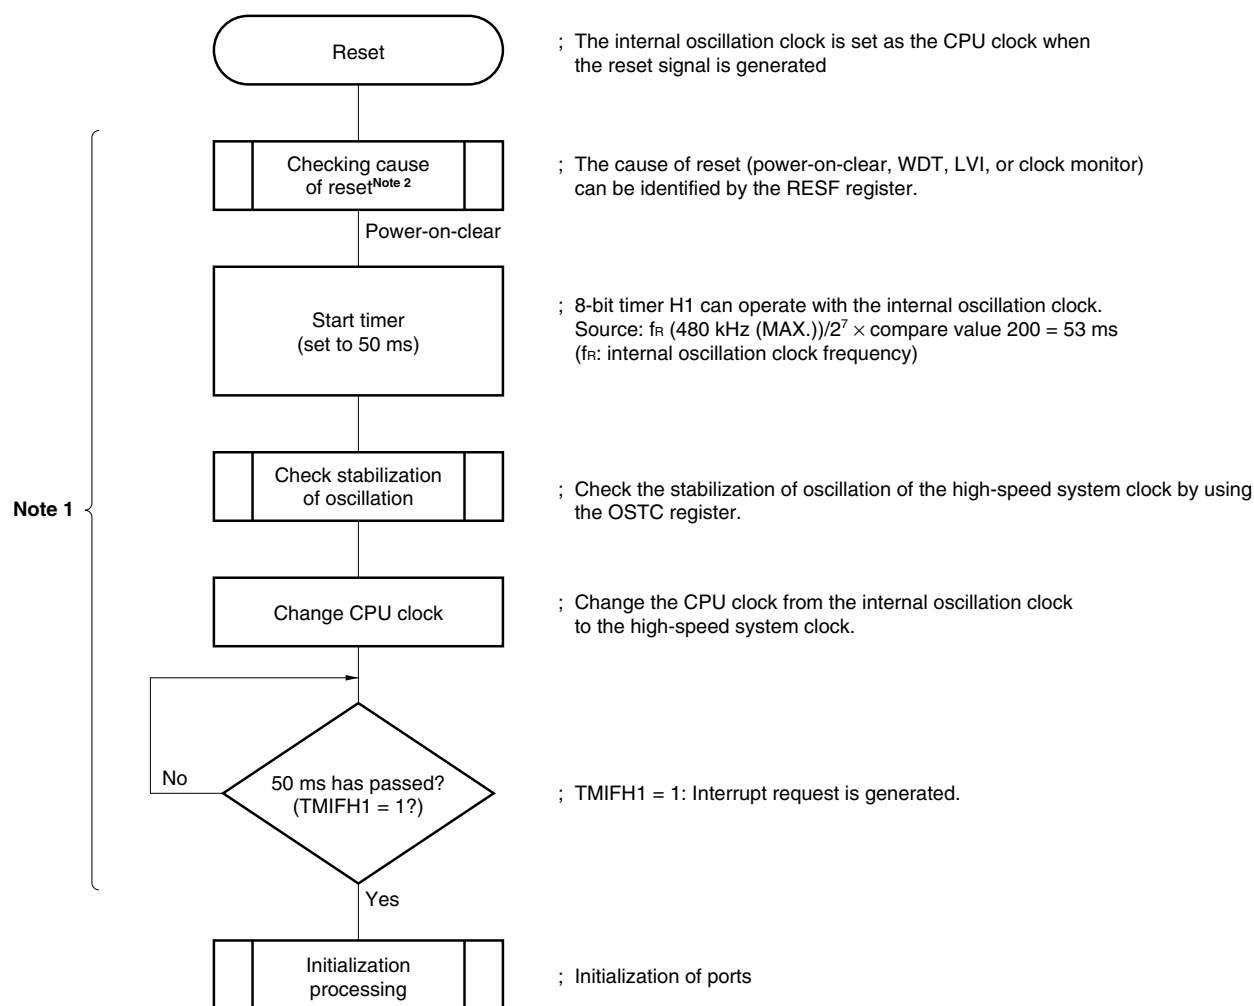 Reset
; The internal oscillation clock is set as the CPU clock when
the reset signal is generated
Note 1
Checking cause
of reset^Note 2
; The cause of reset (power-on-clear, WDT, LVI, or clock monitor)
can be identified by the RESF register.
Power-on-clear
Start timer
(set to 50 ms)
; 8-bit timer H1 can operate with the internal oscillation clock.
Source: fR (480 kHz (MAX.))/2⁷ × compare value 200 = 53 ms
(fR: internal oscillation clock frequency)
Check stabilization
of oscillation
; Check the stabilization of oscillation of the high-speed system clock by using
the OSTC register.
Change CPU clock
; Change the CPU clock from the internal oscillation clock
to the high-speed system clock.
No
50 ms has passed?
(TMIFH1 = 1?)
; TMIFH1 = 1: Interrupt request is generated.
Yes
Initialization
processing
; Initialization of ports